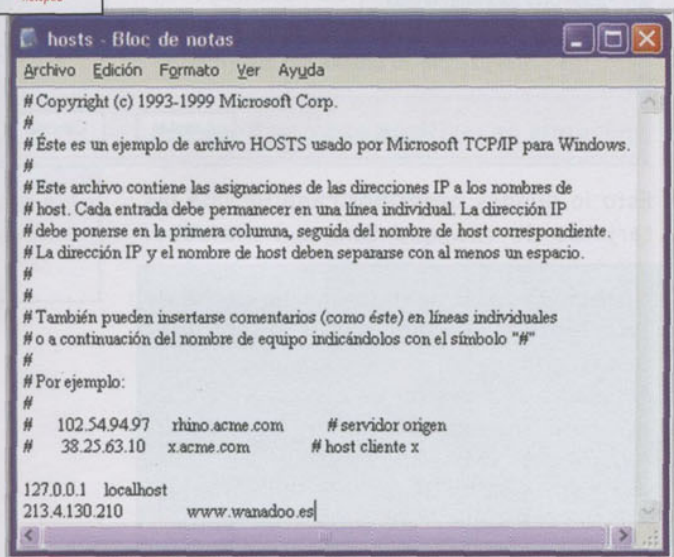 hosts - Bloc de notas
Archivo Edición Formato Ver Ayuda
# Copyright (c) 1993-1999 Microsoft Corp.
#
# Éste es un ejemplo de archivo HOSTS usado por Microsoft TCP/IP para Windows.
#
# Este archivo contiene las asignaciones de las direcciones IP a los nombres de
# host. Cada entrada debe permanecer en una línea individual. La dirección IP
# debe ponerse en la primera columna, seguida del nombre de host correspondiente.
# La dirección IP y el nombre de host deben separarse con al menos un espacio.
#
#
# También pueden insertarse comentarios (como éste) en líneas individuales
# o a continuación del nombre de equipo indicándolos con el símbolo "#"
#
# Por ejemplo:
#
# 102.54.94.97 rhino.acme.com # servidor origen
# 38.25.63.10 x.acme.com # host cliente x
127.0.0.1 localhost
213.4.130.210 www.wanadoo.es